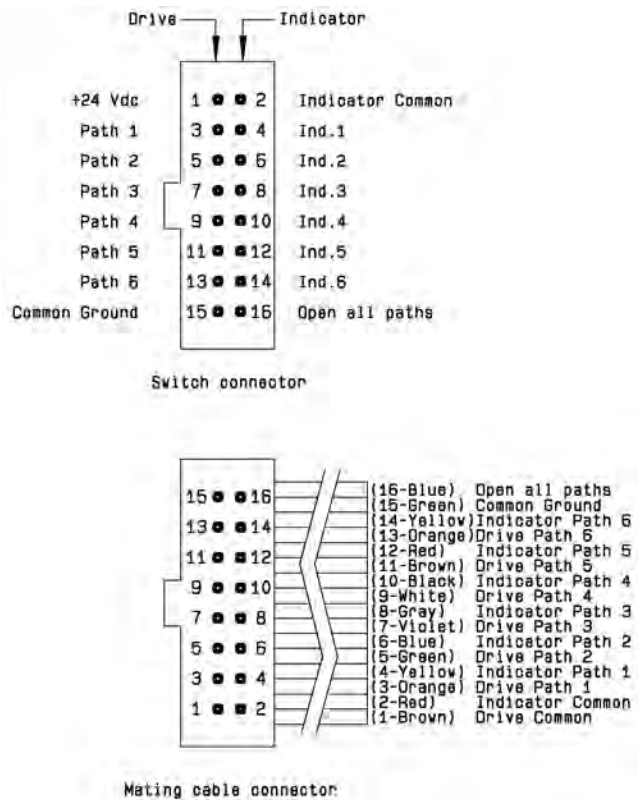 Drive Indicator
+24 Vdc 1 2 Indicator Common
Path 1 3 4 Ind.1
Path 2 5 6 Ind.2
Path 3 7 8 Ind.3
Path 4 9 10 Ind.4
Path 5 11 12 Ind.5
Path 6 13 14 Ind.6
Common Ground 15 16 Open all paths
Switch connector
15 16
13 14
11 12
9 10
7 8
5 6
3 4
1 2
(16-Blue) Open all paths
(15-Green) Common Ground
(14-Yellow) Indicator Path 6
(13-Orange) Drive Path 6
(12-Red) Indicator Path 5
(11-Brown) Drive Path 5
(10-Black) Indicator Path 4
(9-White) Drive Path 4
(8-Gray) Indicator Path 3
(7-Violet) Drive Path 3
(6-Blue) Indicator Path 2
(5-Green) Drive Path 2
(4-Yellow) Indicator Path 1
(3-Orange) Drive Path 1
(2-Red) Indicator Common
(1-Brown) Drive Common
Mating cable connector